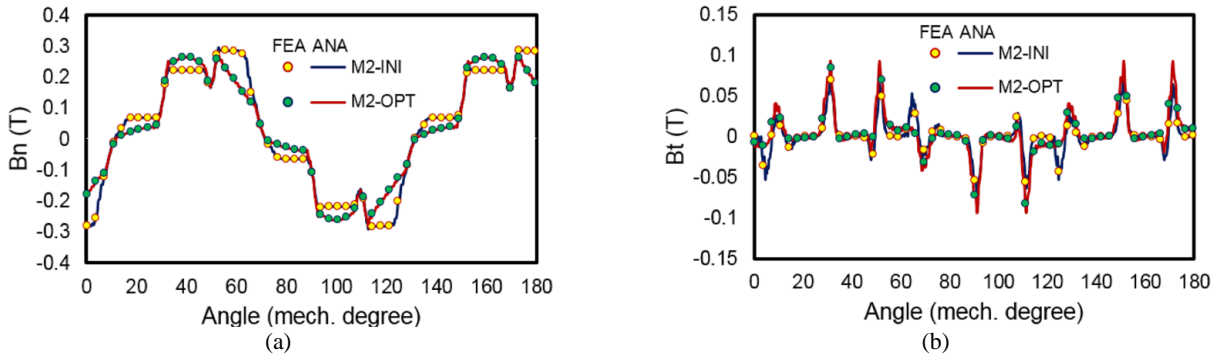 0.4
0.3
0.2
0.1
0
-0.1
-0.2
-0.3
-0.4
Bn (T)
FEA ANA
M2-INI
M2-OPT
0 20 40 60 80 100 120 140 160 180
Angle (mech. degree)
(a)
0.15
0.1
0.05
0
-0.05
-0.1
-0.15
Bt (T)
FEA ANA
M2-INI
M2-OPT
0 20 40 60 80 100 120 140 160 180
Angle (mech. degree)
(b)